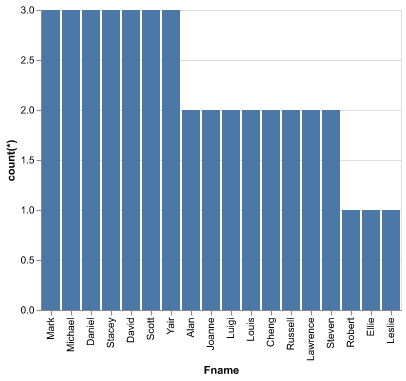 3.0
2.5
2.0
1.5
1.0
0.5
0.0
count(*)
Mark
Michael
Daniel
Stacey
David
Scott
Yair
Alan
Joanne
Luigi
Louis
Cheng
Russell
Lawrence
Steven
Robert
Ellie
Leslie
Fname